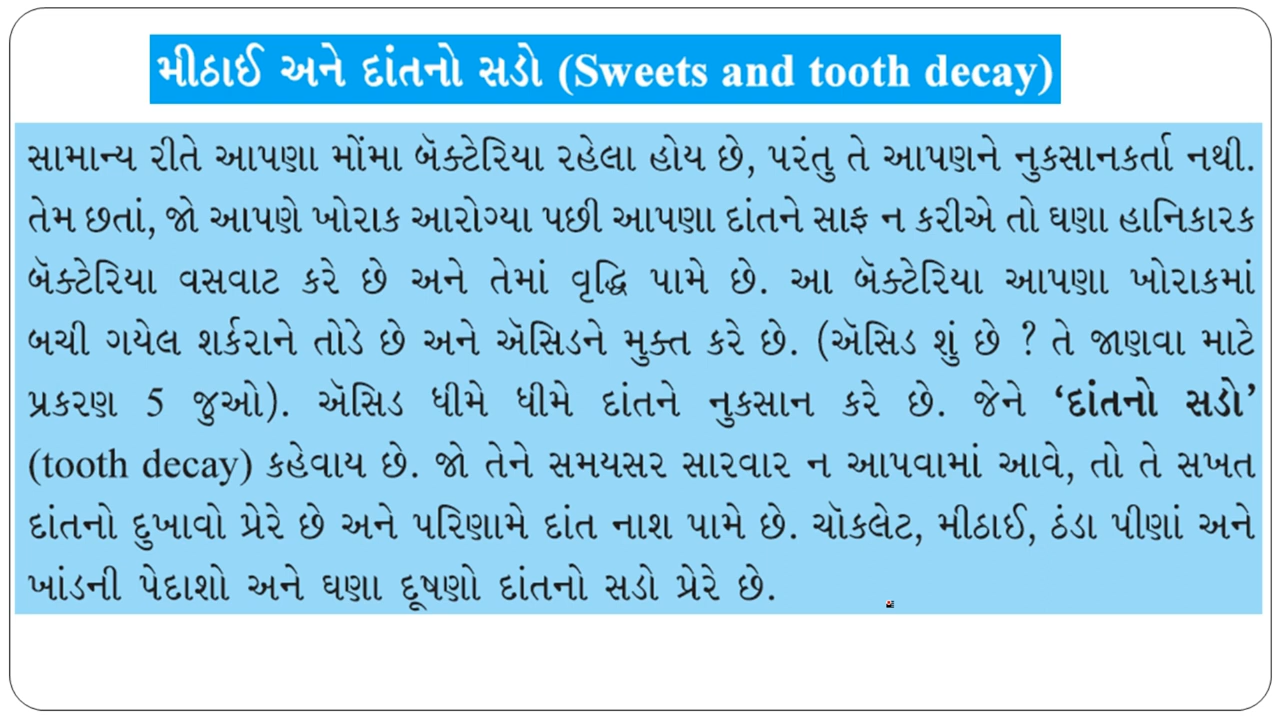 મીઠાઈ અને દાંતનો સડો (Sweets and tooth decay)
સામાન્ય રીતે આપણા મોંમા બૅક્ટેરિયા રહેલા હોય છે, પરંતુ તે આપણને નુકસાનકર્તા નથી.
તેમ છતાં, જો આપણે ખોરાક આરોગ્યા પછી આપણા દાંતને સાફ ન કરીએ તો ઘણા હાનિકારક
બૅક્ટેરિયા વસવાટ કરે છે અને તેમાં વૃદ્ધિ પામે છે. આ બૅક્ટેરિયા આપણા ખોરાકમાં
બચી ગયેલ શર્કરાને તોડે છે અને ઍસિડને મુક્ત કરે છે. (ઍસિડ શું છે ? તે જાણવા માટે
પ્રકરણ 5 જુઓ). ઍસિડ ધીમે ધીમે દાંતને નુકસાન કરે છે. જેને ‘દાંતનો સડો’
(tooth decay) કહેવાય છે. જો તેને સમયસર સારવાર ન આપવામાં આવે, તો તે સખત
દાંતનો દુખાવો પ્રેરે છે અને પરિણામે દાંત નાશ પામે છે. ચૉકલેટ, મીઠાઈ, ઠંડા પીણાં અને
ખાંડની પેદાશો અને ઘણા દૂષણો દાંતનો સડો પ્રેરે છે.